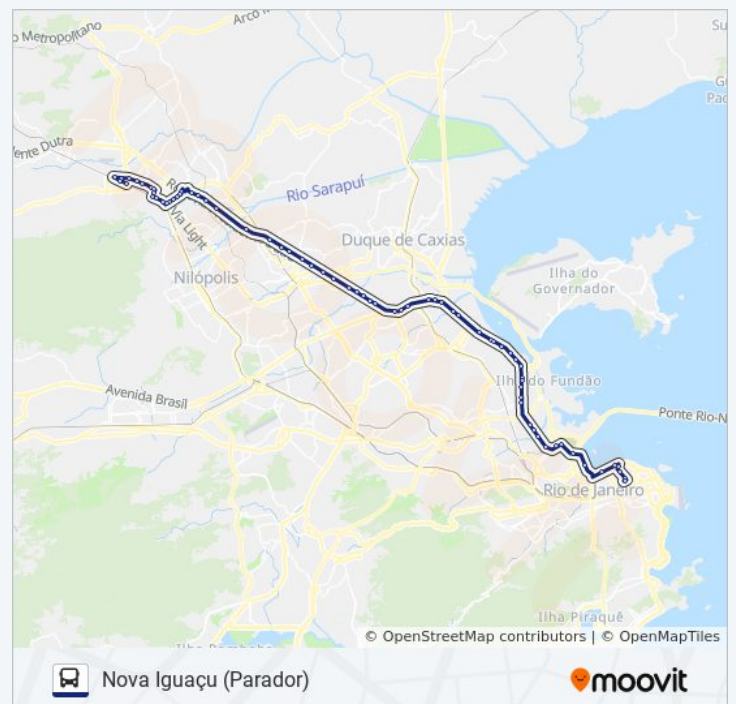 o Metropolitano
Arco M
Su
G
Pac
ente Dutra
Rio Sarapuí
Via Light
Duque de Caxias
Nilópolis
Ilha do
Governador
Ilha do Fundão
Avenida Brasil
Ponte Rio-N
Rio de Janeiro
Ilha Piraquê
© OpenStreetMap contributors | © OpenMapTiles
Nova Iguaçu (Parador)
moovit